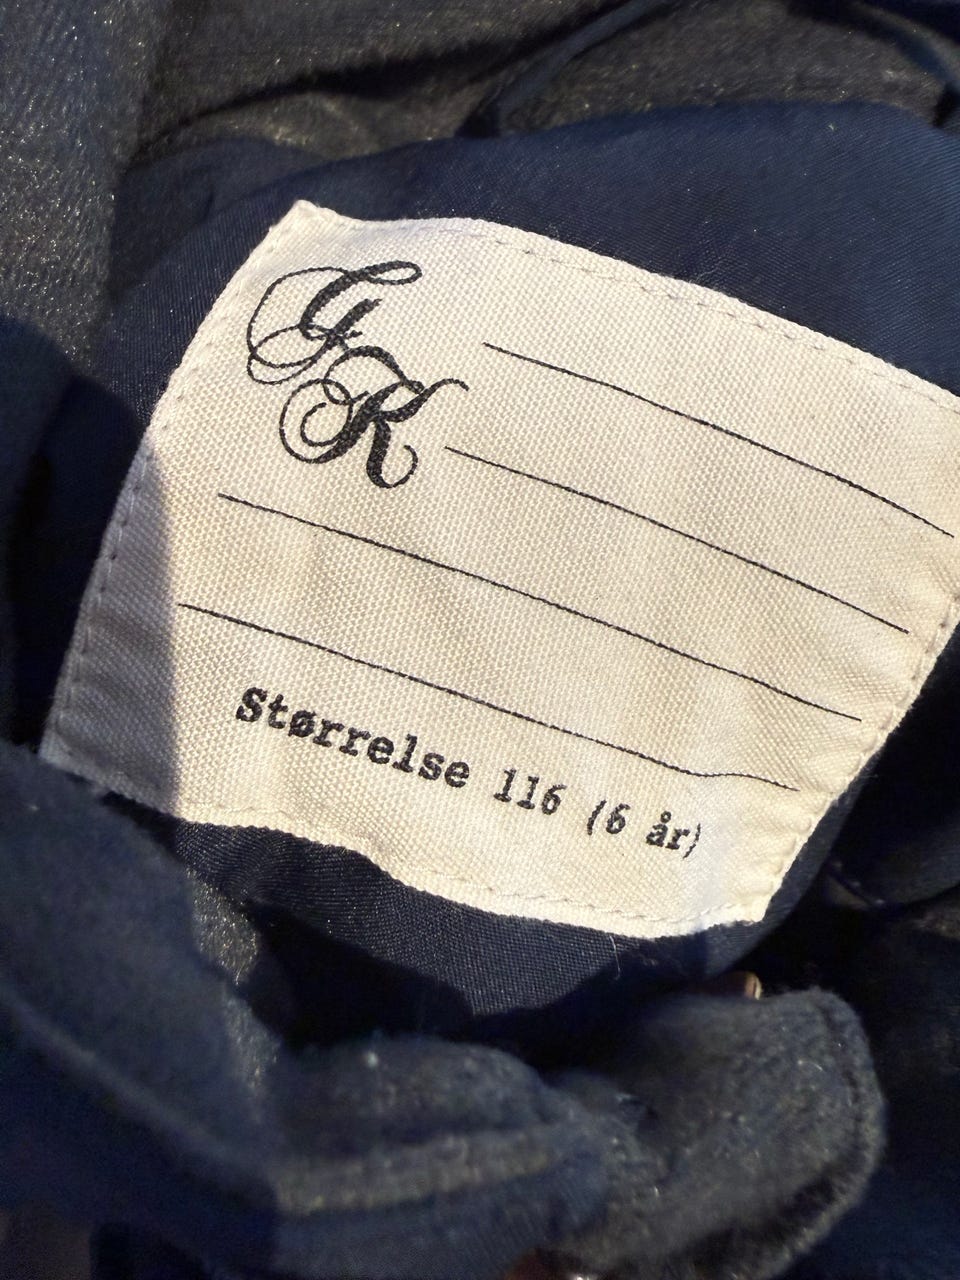 GK
Størrelse 116 (6 år)